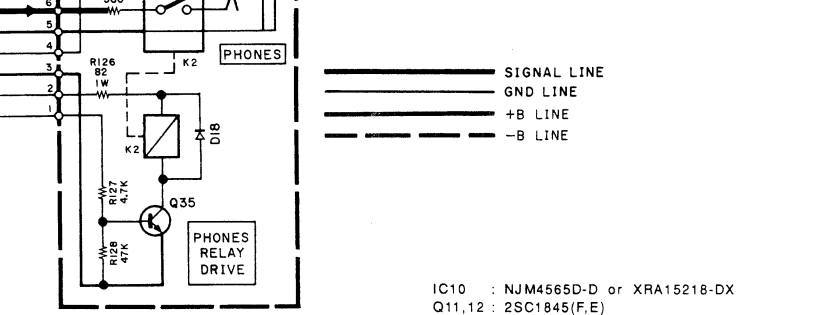 6
5
4
3
2
1
R126
82
1W
K2
PHONES
K2
D18
R127
4.7K
R128
47K
Q35
PHONES
RELAY
DRIVE
SIGNAL LINE
GND LINE
+B LINE
−B LINE
IC10 : NJM4565D-D or XRA15218-DX
Q11,12 : 2SC1845(F,E)